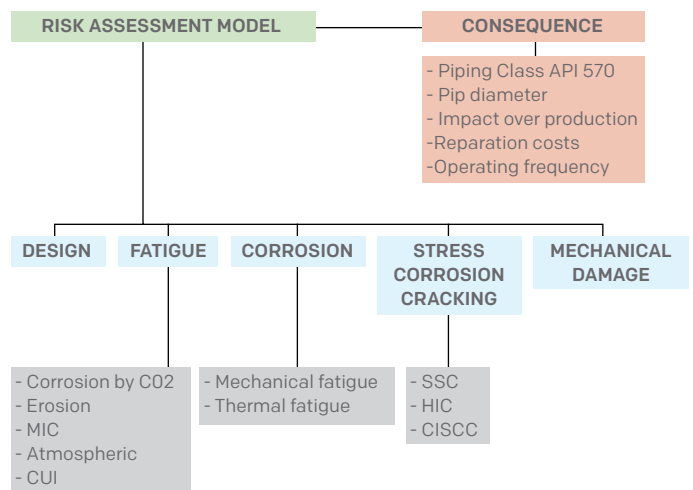 RISK ASSESSMENT MODEL
CONSEQUENCE
- Piping Class API 570
- Pip diameter
- Impact over production
-Reparation costs
-Operating frequency
DESIGN
FATIGUE
CORROSION
STRESS
CORROSION
CRACKING
MECHANICAL
DAMAGE
- Corrosion by CO2
- Erosion
- MIC
- Atmospheric
- CUI
- Mechanical fatigue
- Thermal fatigue
- SSC
- HIC
- CISCC